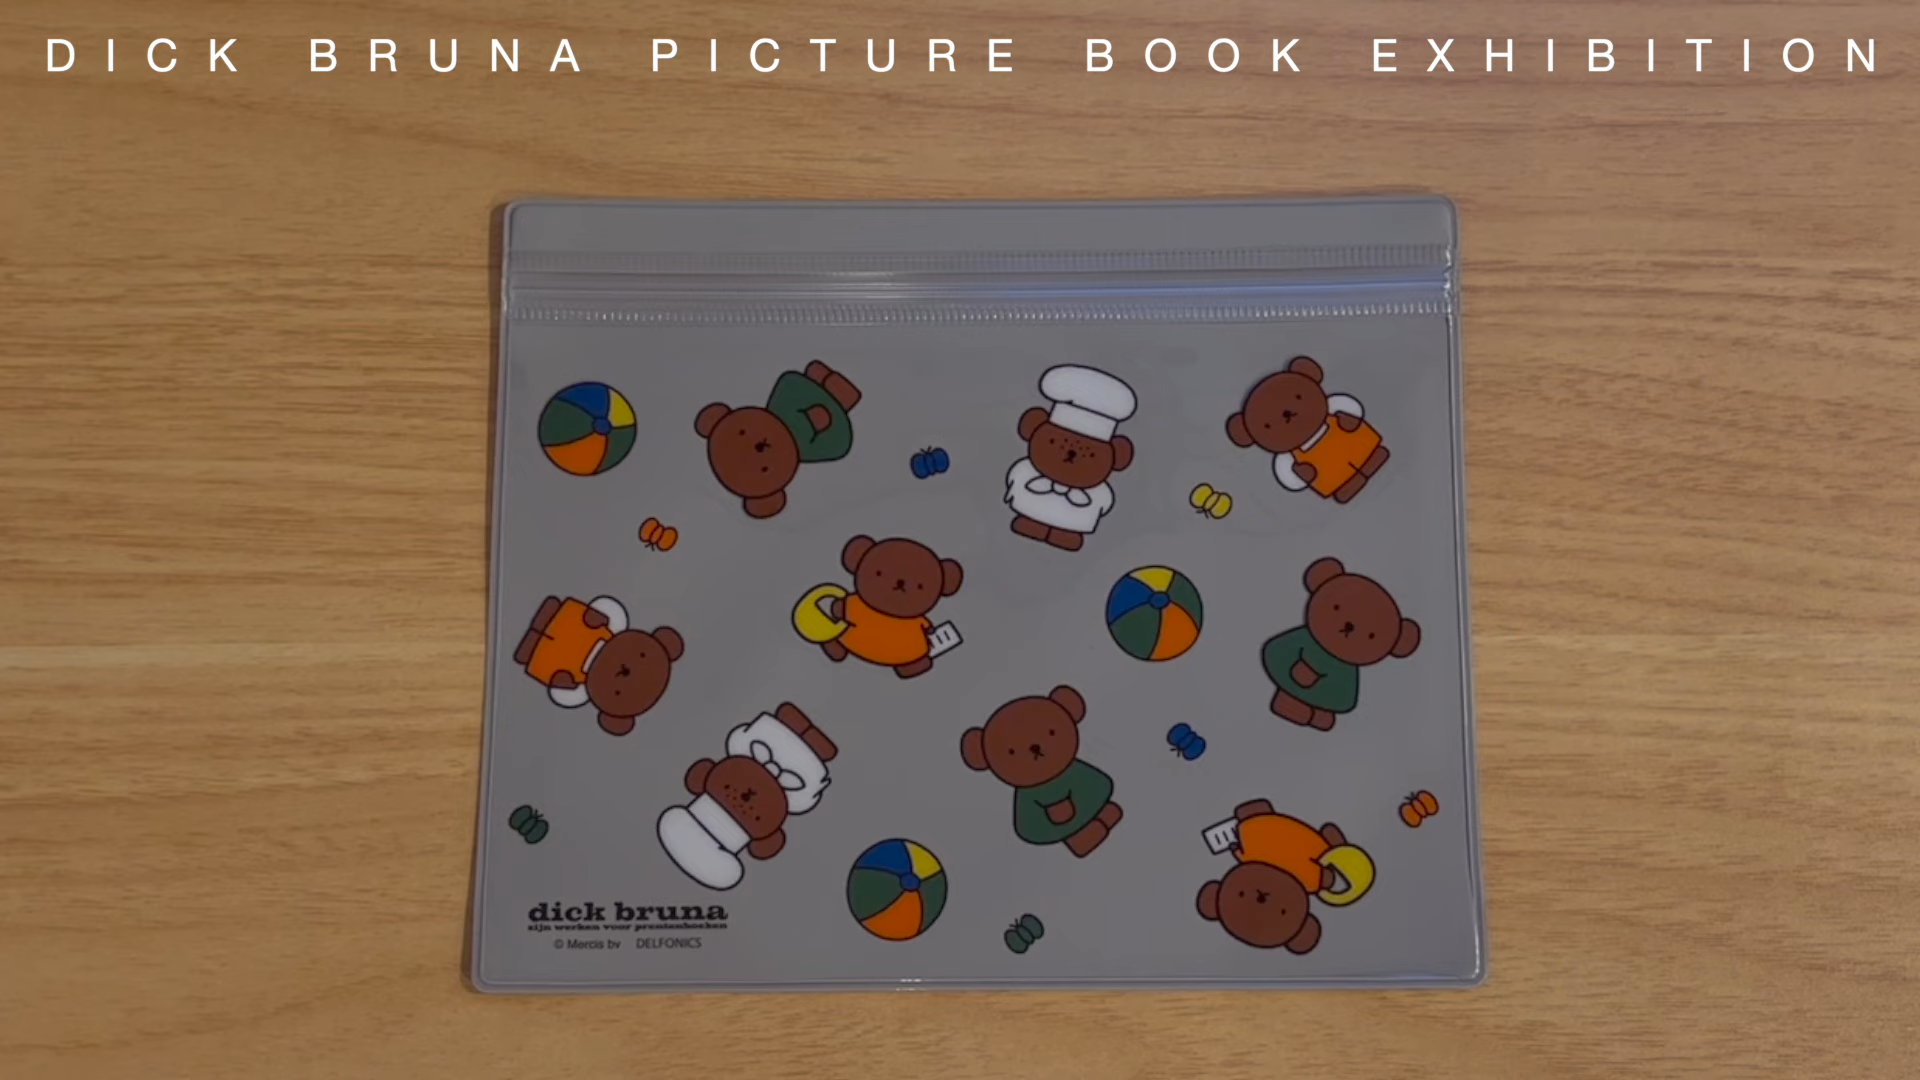 DICK BRUNA PICTURE BOOK EXHIBITION
dick bruna
zijn werken voor prentenboeken
© Mercis bv DELFONICS